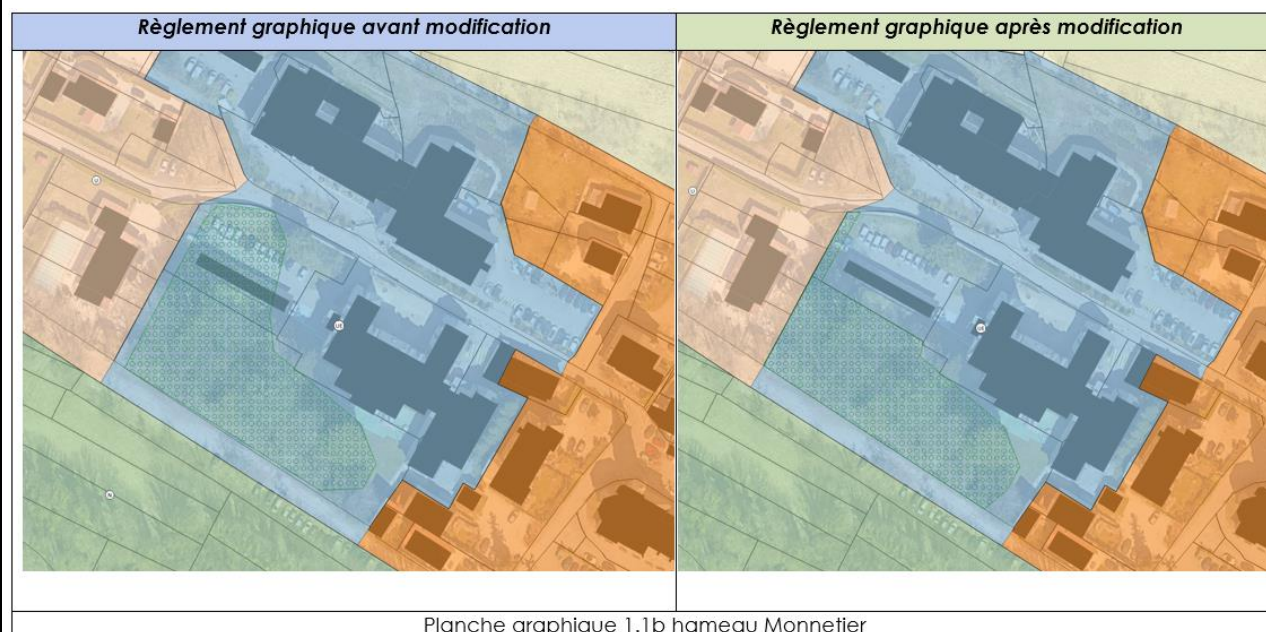 Règlement graphique avant modification
Règlement graphique après modification
Planche graphique 1.1b hameau Monnetier